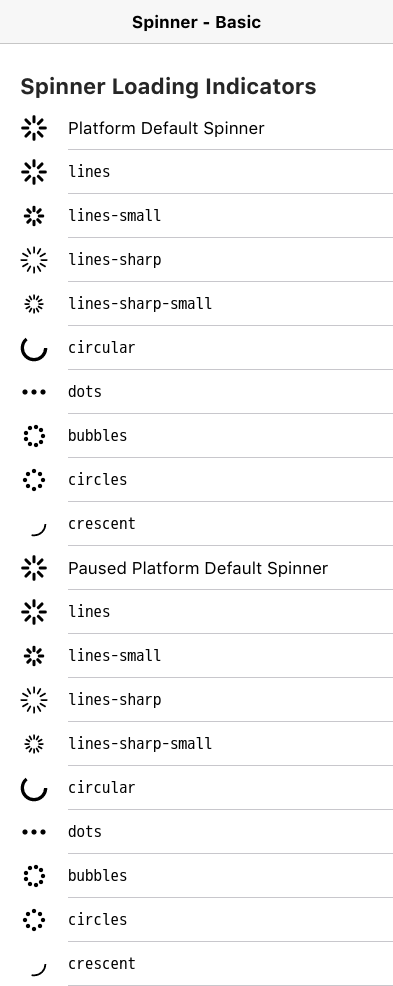 Spinner - Basic
Spinner Loading Indicators
Platform Default Spinner
lines
lines-small
lines-sharp
lines-sharp-small
circular
dots
bubbles
circles
crescent
Paused Platform Default Spinner
lines
lines-small
lines-sharp
lines-sharp-small
circular
dots
bubbles
circles
crescent